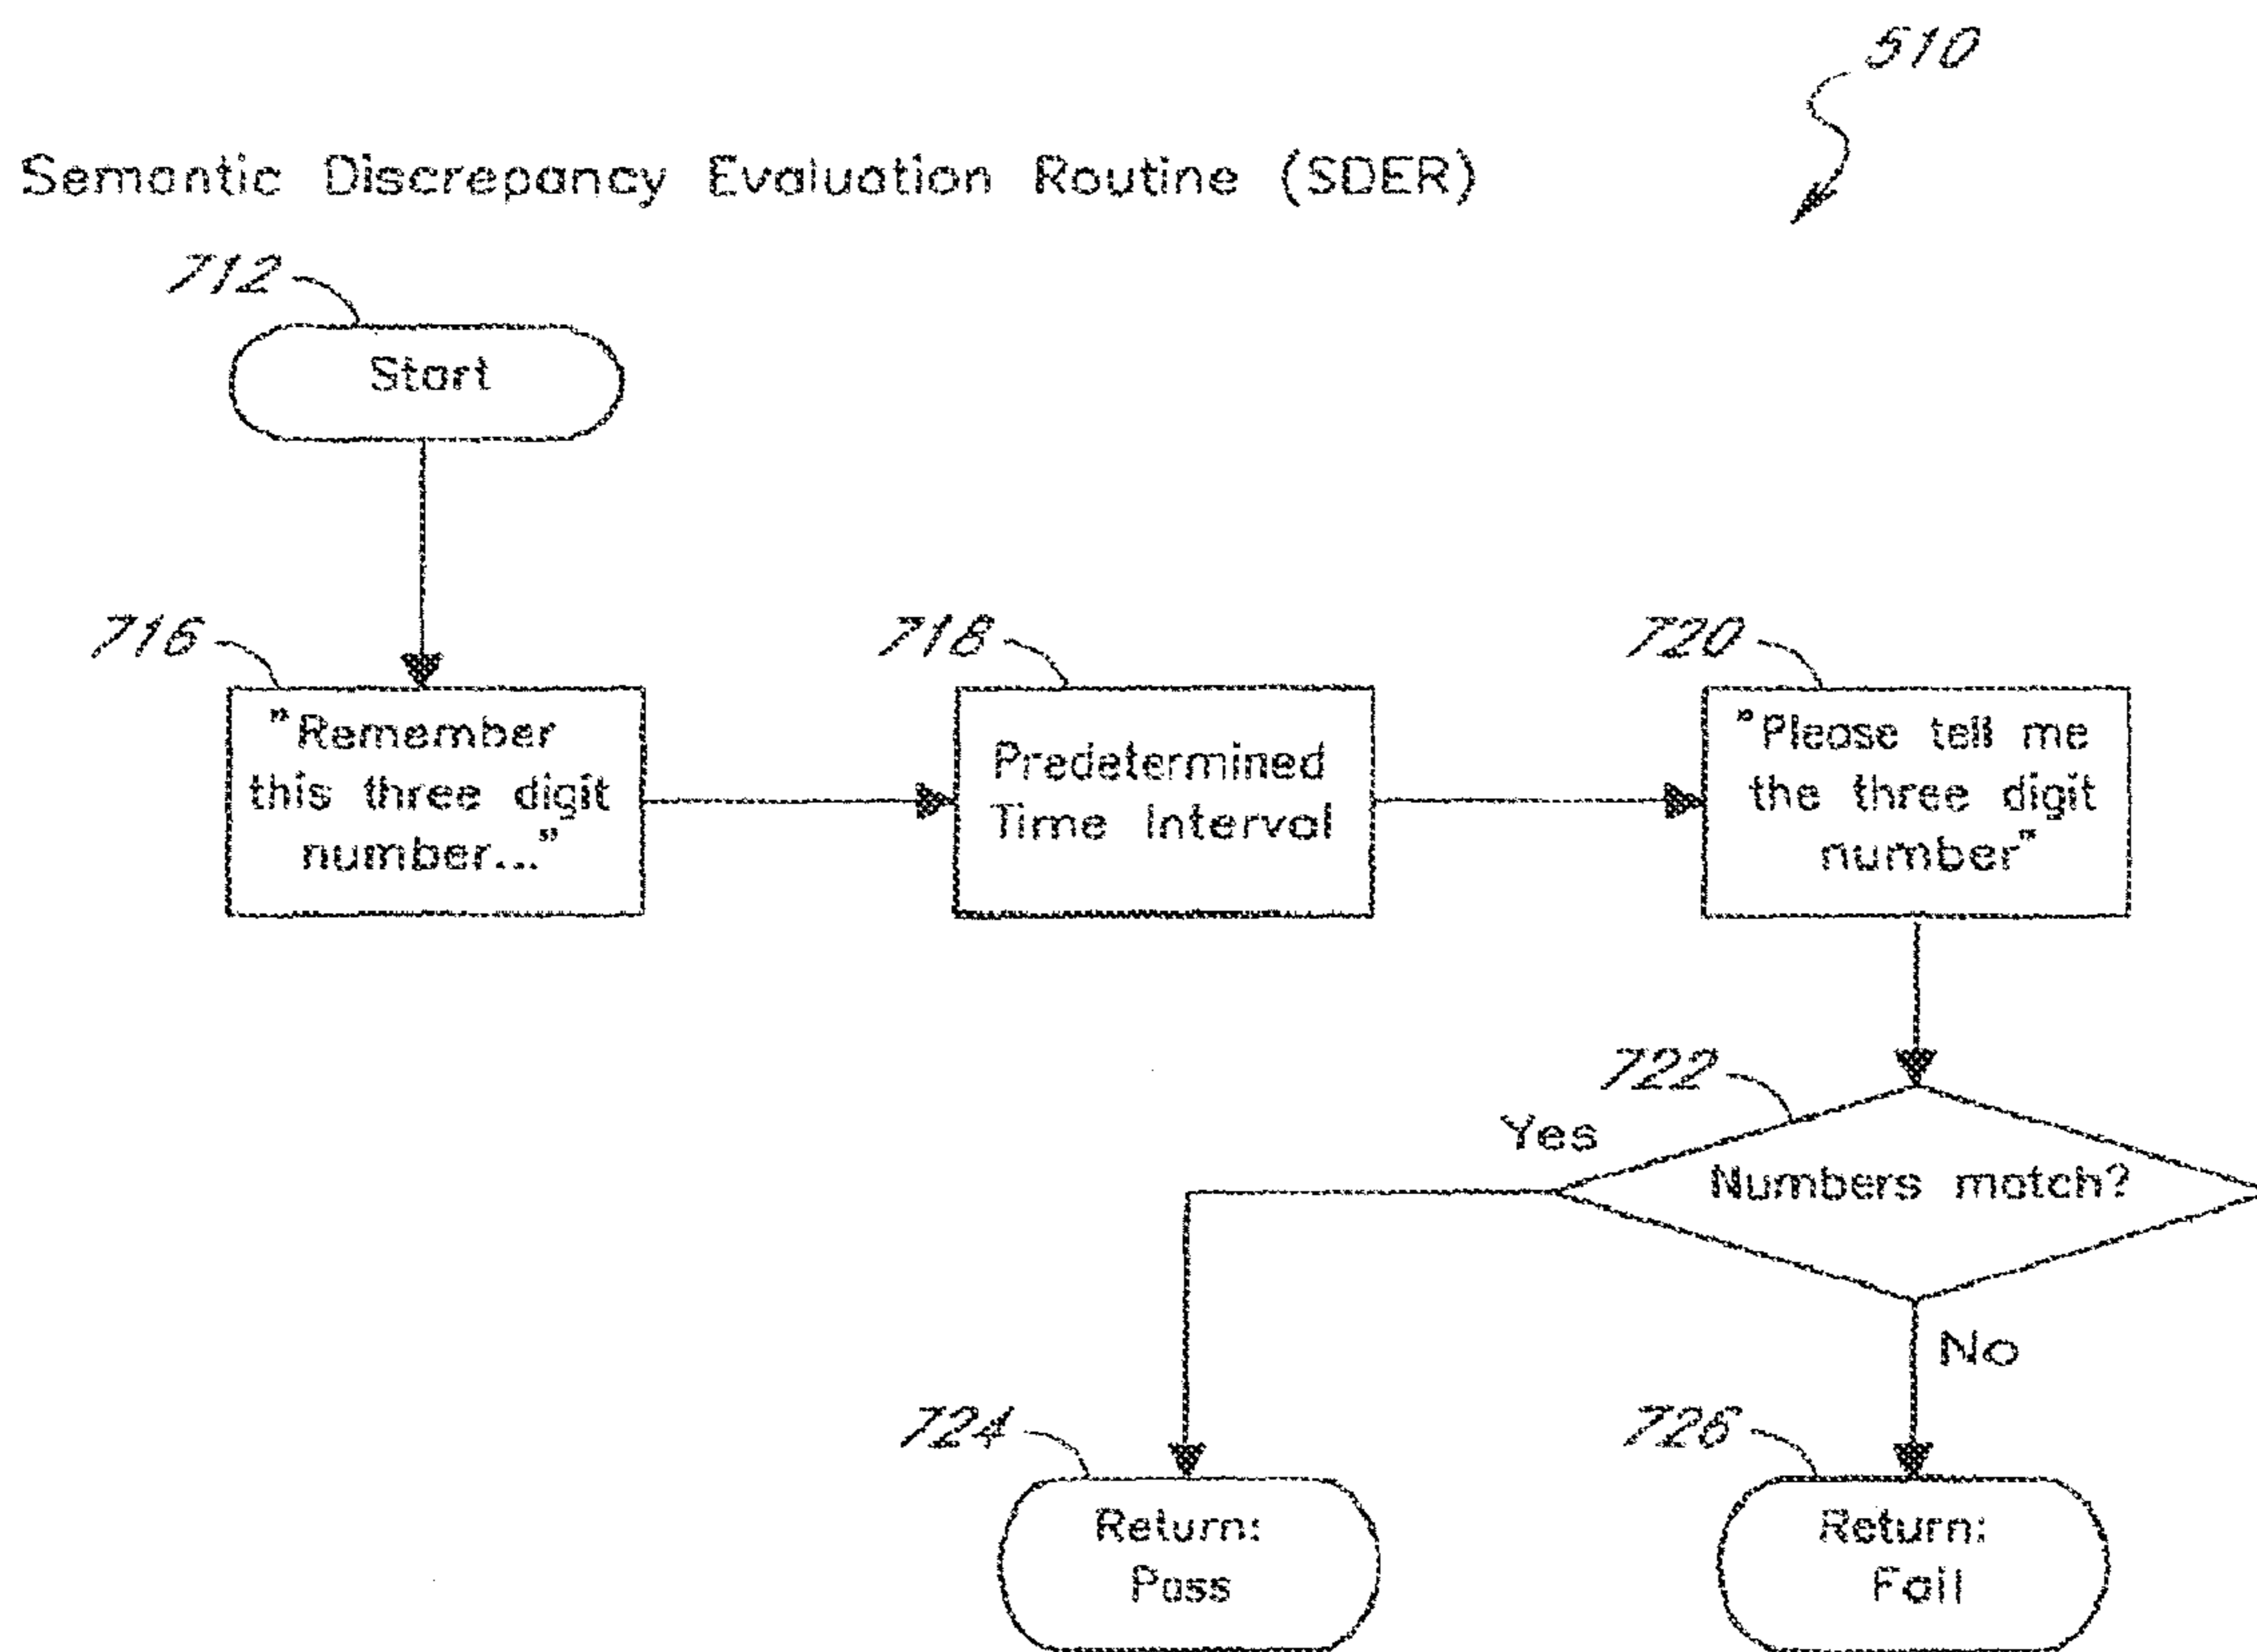 510
Semantic Discrepancy Evaluation Routine (SDER)
712
Start
716
"Remember
this three digit
number..."
718
Predetermined
Time Interval
720
"Please tell me
the three digit
number"
722
Yes
Numbers match?
No
724
Return:
Pass
726
Return:
Fail